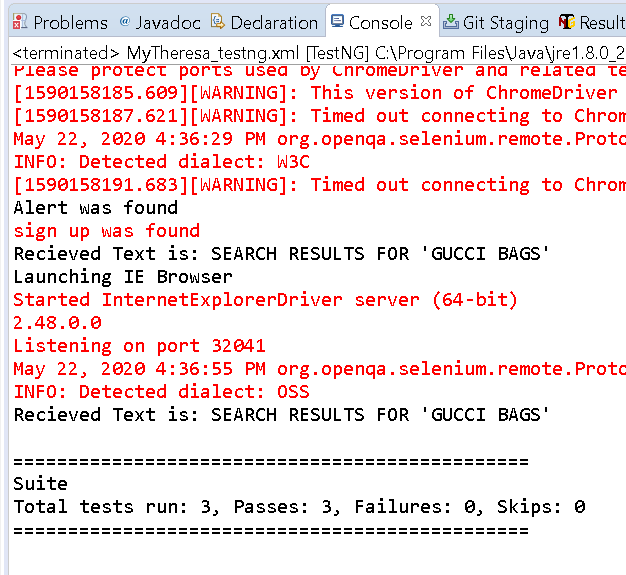 Problems @ Javadoc Declaration Console Git Staging Result
<terminated> MyTheresa_testng.xml [TestNG] C:\Program Files\Java\jre1.8.0_2
Please protect ports used by ChromeDriver and related te
[1590158185.609][WARNING]: This version of ChromeDriver
[1590158187.621][WARNING]: Timed out connecting to Chrom
May 22, 2020 4:36:29 PM org.openqa.selenium.remote.Proto
INFO: Detected dialect: W3C
[1590158191.683][WARNING]: Timed out connecting to Chrom
Alert was found
sign up was found
Recieved Text is: SEARCH RESULTS FOR 'GUCCI BAGS'
Launching IE Browser
Started InternetExplorerDriver server (64-bit)
2.48.0.0
Listening on port 32041
May 22, 2020 4:36:55 PM org.openqa.selenium.remote.Proto
INFO: Detected dialect: OSS
Recieved Text is: SEARCH RESULTS FOR 'GUCCI BAGS'
===============================================
Suite
Total tests run: 3, Passes: 3, Failures: 0, Skips: 0
===============================================